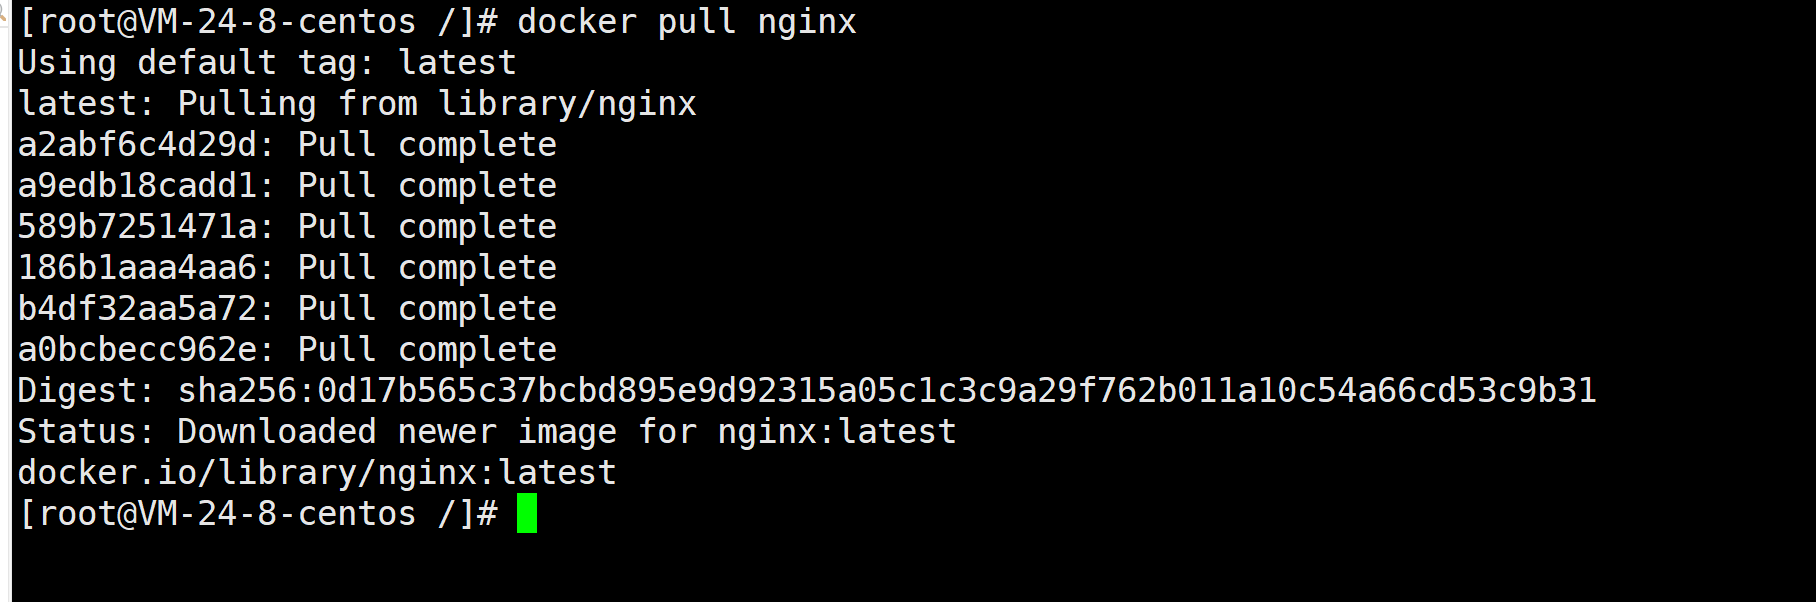 [root@VM-24-8-centos /]# docker pull nginx
Using default tag: latest
latest: Pulling from library/nginx
a2abf6c4d29d: Pull complete
a9edb18cadd1: Pull complete
589b7251471a: Pull complete
186b1aaa4aa6: Pull complete
b4df32aa5a72: Pull complete
a0bcbecc962e: Pull complete
Digest: sha256:0d17b565c37bcbd895e9d92315a05c1c3c9a29f762b011a10c54a66cd53c9b31
Status: Downloaded newer image for nginx:latest
docker.io/library/nginx:latest
[root@VM-24-8-centos /]#